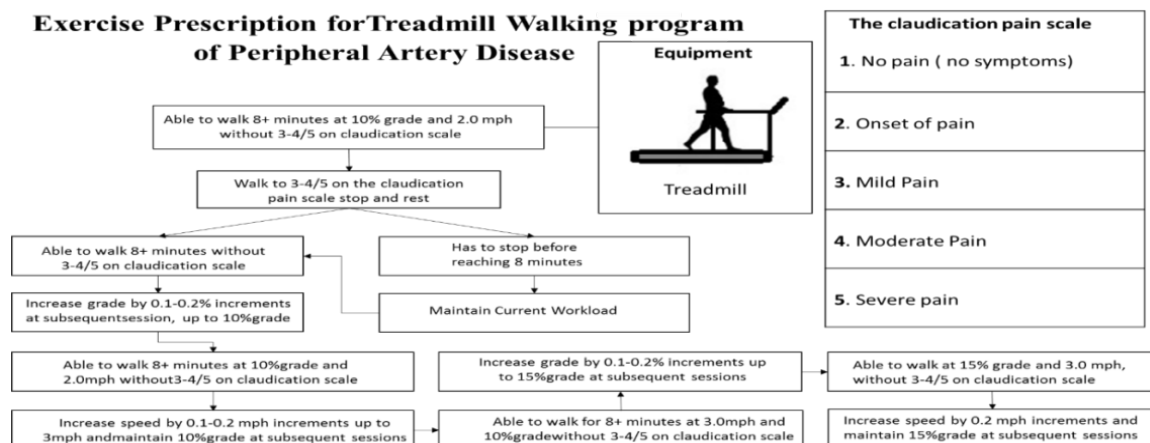 Exercise Prescription forTreadmill Walking program
of Peripheral Artery Disease
Equipment
Treadmill
The claudication pain scale
1. No pain ( no symptoms)
2. Onset of pain
3. Mild Pain
4. Moderate Pain
5. Severe pain
Able to walk 8+ minutes at 10% grade and 2.0 mph
without 3-4/5 on claudication scale
Walk to 3-4/5 on the claudication
pain scale stop and rest
Able to walk 8+ minutes without
3-4/5 on claudication scale
Has to stop before
reaching 8 minutes
Increase grade by 0.1-0.2% increments
at subsequentsession, up to 10%grade
Maintain Current Workload
Able to walk 8+ minutes at 10%grade and
2.0mph without3-4/5 on claudication scale
Increase speed by 0.1-0.2 mph increments up to
3mph andmaintain 10%grade at subsequent sessions
Able to walk for 8+ minutes at 3.0mph and
10%gradewithout 3-4/5 on claudication scale
Increase grade by 0.1-0.2% increments up
to 15%grade at subsequent sessions
Able to walk at 15% grade and 3.0 mph,
without 3-4/5 on claudication scale
Increase speed by 0.2 mph increments and
maintain 15%grade at subsequent sessions